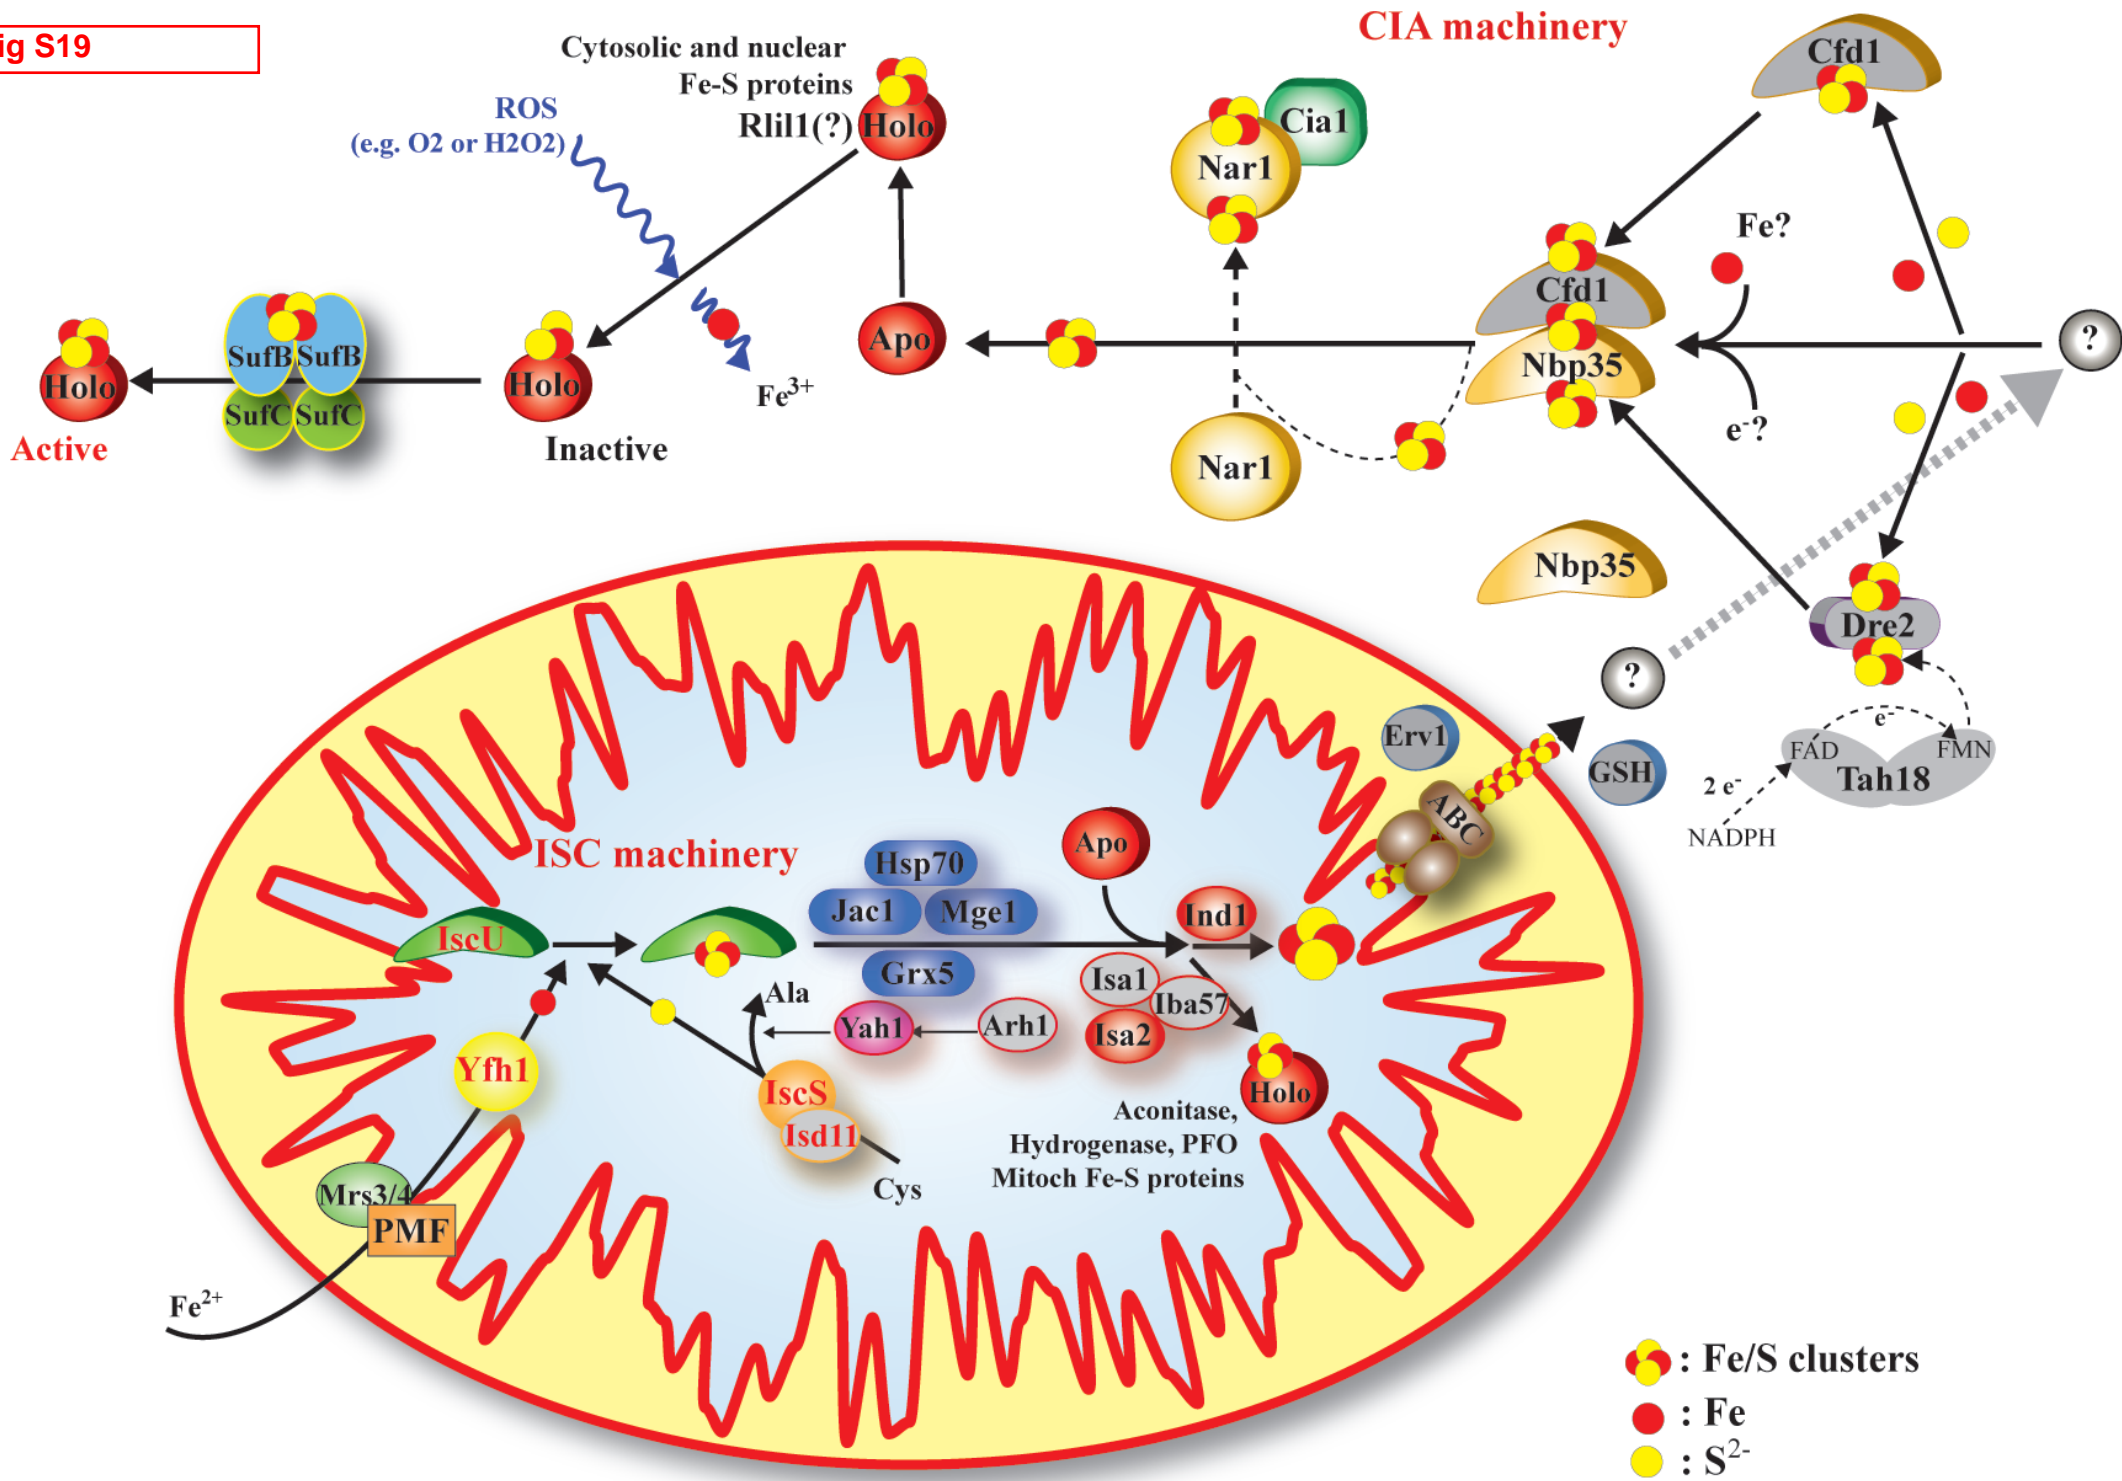 ig S19
CIA machinery
Cytosolic and nuclear
Fe-S proteins
Rlil1(?)
Holo
ROS
(e.g. O2 or H2O2)
Cfd1
Cia1
Nar1
Fe?
Cfd1
Nbp35
e-?
?
Apo
Fe3+
SufB
SufB
SufC
SufC
Holo
Active
Holo
Inactive
Nar1
Nbp35
Dre2
?
e-
FAD
FMN
Tah18
2 e-
NADPH
Erv1
GSH
ABC
ISC machinery
Hsp70
Jac1
Mge1
Grx5
Apo
Ind1
IscU
Isa1
Iba57
Isa2
Ala
Yah1
Arh1
Yfh1
IscS
Isd11
Cys
Holo
Aconitase,
Hydrogenase, PFO
Mitoch Fe-S proteins
Mrs3/4
PMF
Fe2+
: Fe/S clusters
: Fe
: S2-